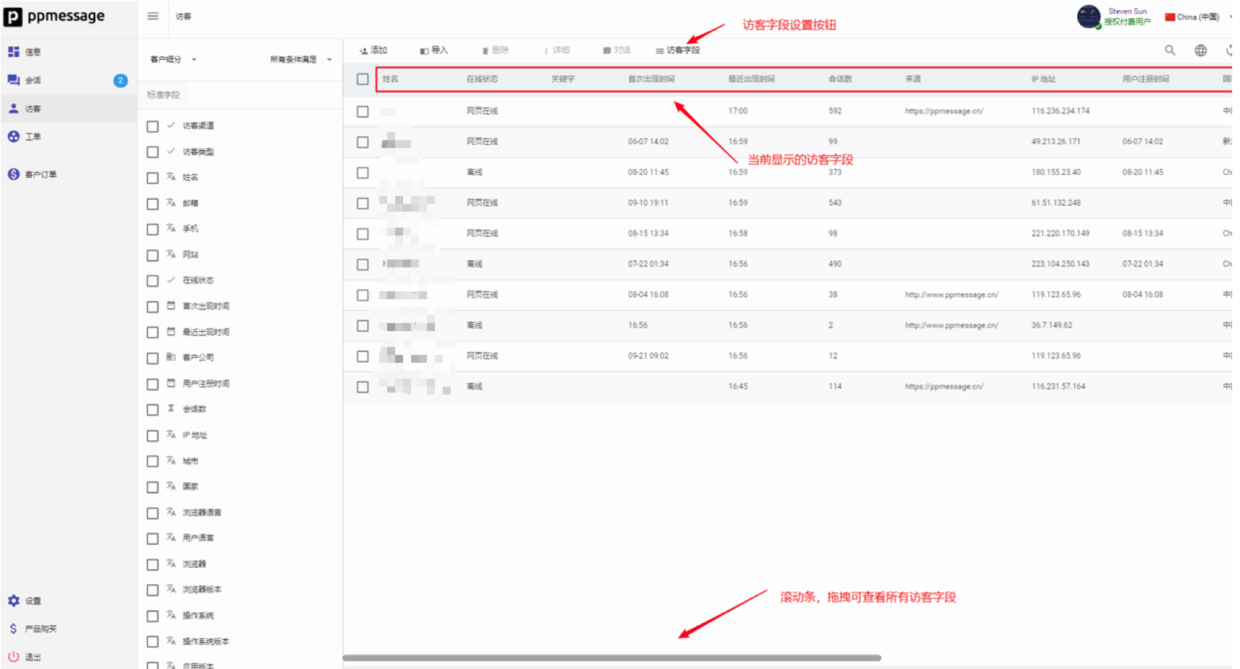 ppmessage
访客
Steven Sun
授权付费用户
China (中国)
信息
会话
2
访客
工单
客户订单
设置
产品购买
退出
客户细分
所有条件满足
标准字段
访客渠道
访客类型
姓名
邮箱
手机
网站
在线状态
首次出现时间
最近出现时间
客户公司
用户注册时间
会话数
IP 地址
城市
国家
浏览器语言
用户语言
浏览器
浏览器版本
操作系统
操作系统版本
应用版本
访客字段设置按钮
添加 导入 删除 详细 对话 访客字段
姓名 在线状态 关键字 首次出现时间 最近出现时间 会话数 来源 IP 地址 用户注册时间 国
网页在线 17:00 592 https://ppmessage.cn/ 116.236.234.174 中
网页在线 06-07 14:02 16:59 99 49.213.26.171 06-07 14:02 新
当前显示的访客字段
离线 08-20 11:45 16:59 373 180.155.23.40 08-20 11:45 Ch
网页在线 09-10 19:11 16:59 543 61.51.132.248 中
网页在线 08-15 13:34 16:58 98 221.220.170.149 08-15 13:34 Ch
离线 07-22 01:34 16:56 490 223.104.250.143 07-22 01:34 Ch
网页在线 08-04 16:08 16:56 38 http://www.ppmessage.cn/ 119.123.65.96 08-04 16:08 中
离线 16:56 16:56 2 http://www.ppmessage.cn/ 36.7.149.62 中
网页在线 09-21 09:02 16:56 12 119.123.65.96 中
离线 16:45 114 https://ppmessage.cn/ 116.231.57.164 中
滚动条，拖拽可查看所有访客字段